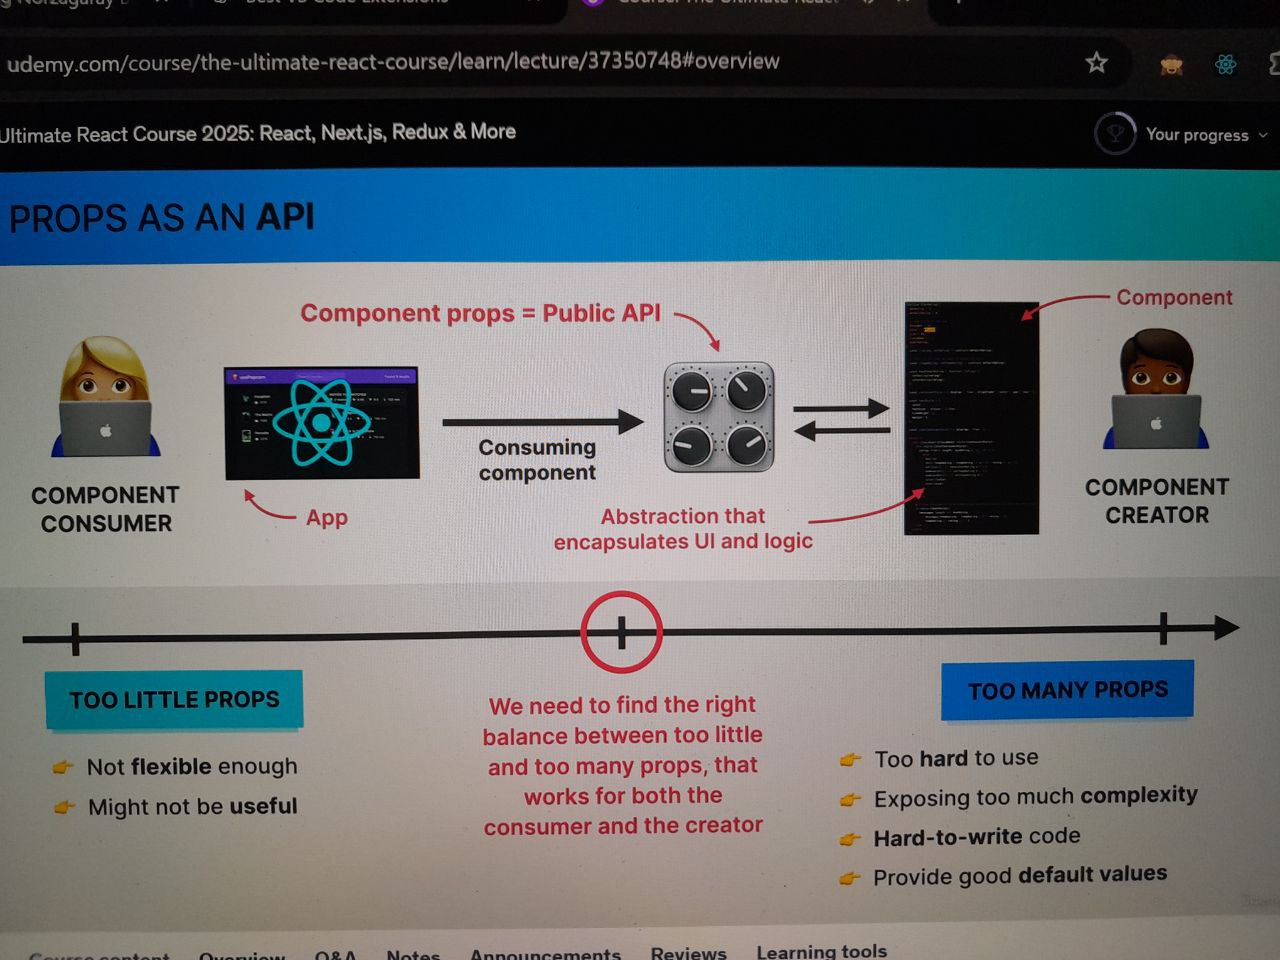 udemy.com/course/the-ultimate-react-course/learn/lecture/37350748#overview
Ultimate React Course 2025: React, Next.js, Redux & More
Your progress
PROPS AS AN API
Component props = Public API
Component
Consuming
component
COMPONENT
CONSUMER
App
Abstraction that
encapsulates UI and logic
COMPONENT
CREATOR
TOO LITTLE PROPS
Not flexible enough
Might not be useful
We need to find the right
balance between too little
and too many props, that
works for both the
consumer and the creator
TOO MANY PROPS
Too hard to use
Exposing too much complexity
Hard-to-write code
Provide good default values
Course content Overview Q&A Notes Announcements Reviews Learning tools